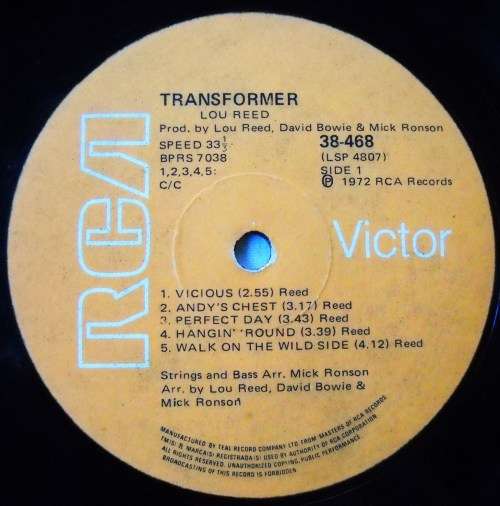 RCA
TRANSFORMER
LOU REED
Prod. by Lou Reed, David Bowie & Mick Ronson
SPEED 33⅓
38-468
BPRS 7038
(LSP 4807)
1,2,3,4,5:
SIDE 1
C/C
Ⓟ 1972 RCA Records
Victor
1. VICIOUS (2.55) Reed
2. ANDY'S CHEST (3.17) Reed
3. PERFECT DAY (3.43) Reed
4. HANGIN' 'ROUND (3.39) Reed
5. WALK ON THE WILD SIDE (4.12) Reed
Strings and Bass Arr. Mick Ronson
Arr. by Lou Reed, David Bowie &
Mick Ronson
MANUFACTURED BY TEAL RECORD COMPANY LTD. FROM MASTERS OF RCA RECORDS
TM(S) ® MARCA(S) REGISTRADA(S) USED BY AUTHORITY OF RCA CORPORATION
ALL RIGHTS RESERVED. UNAUTHORIZED COPYING, PUBLIC PERFORMANCE,
BROADCASTING OF THIS RECORD IS FORBIDDEN.